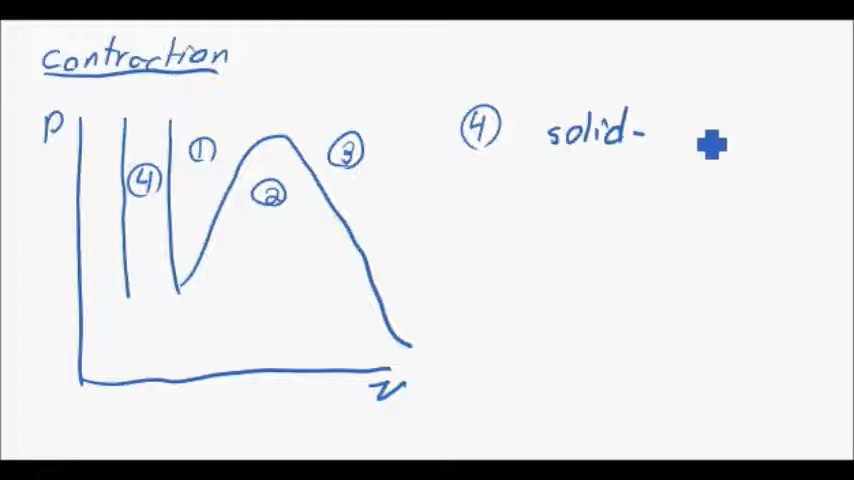 Contraction
P
④ ① ② ③
v
④ solid-